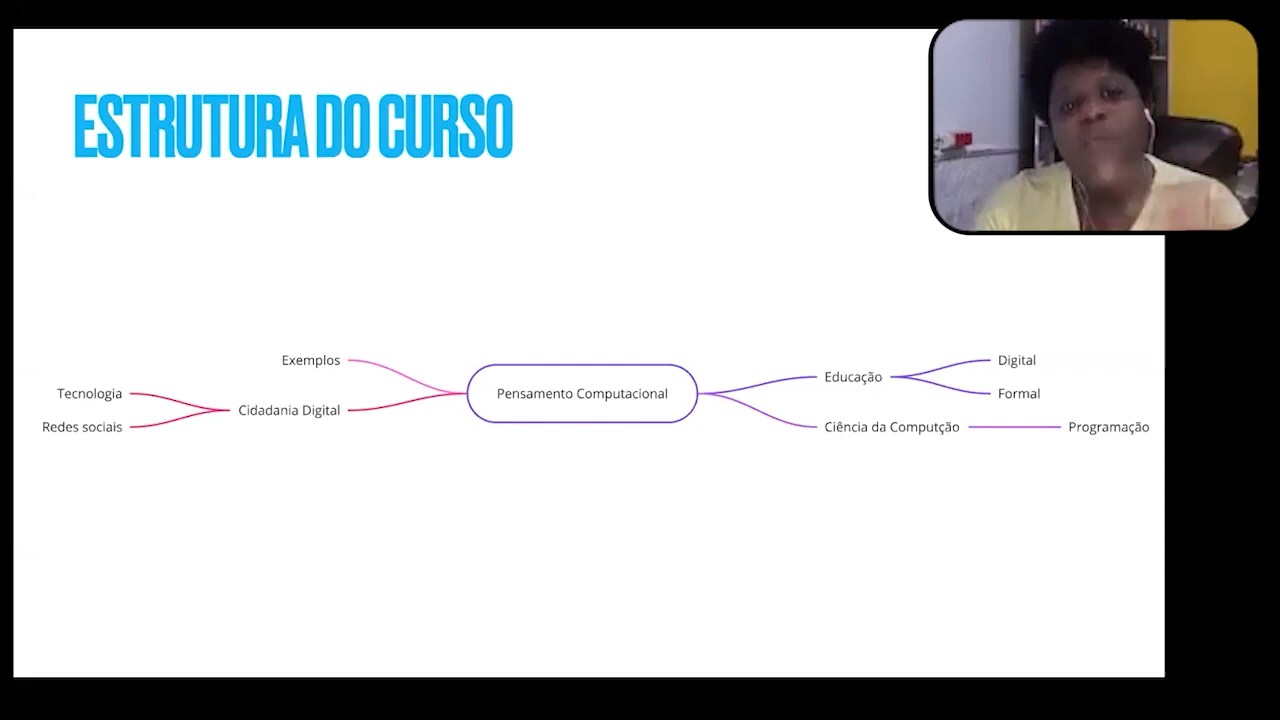 ESTRUTURA DO CURSO
Exemplos
Tecnologia
Cidadania Digital
Redes sociais
Pensamento Computacional
Educação
Digital
Formal
Ciência da Computção
Programação